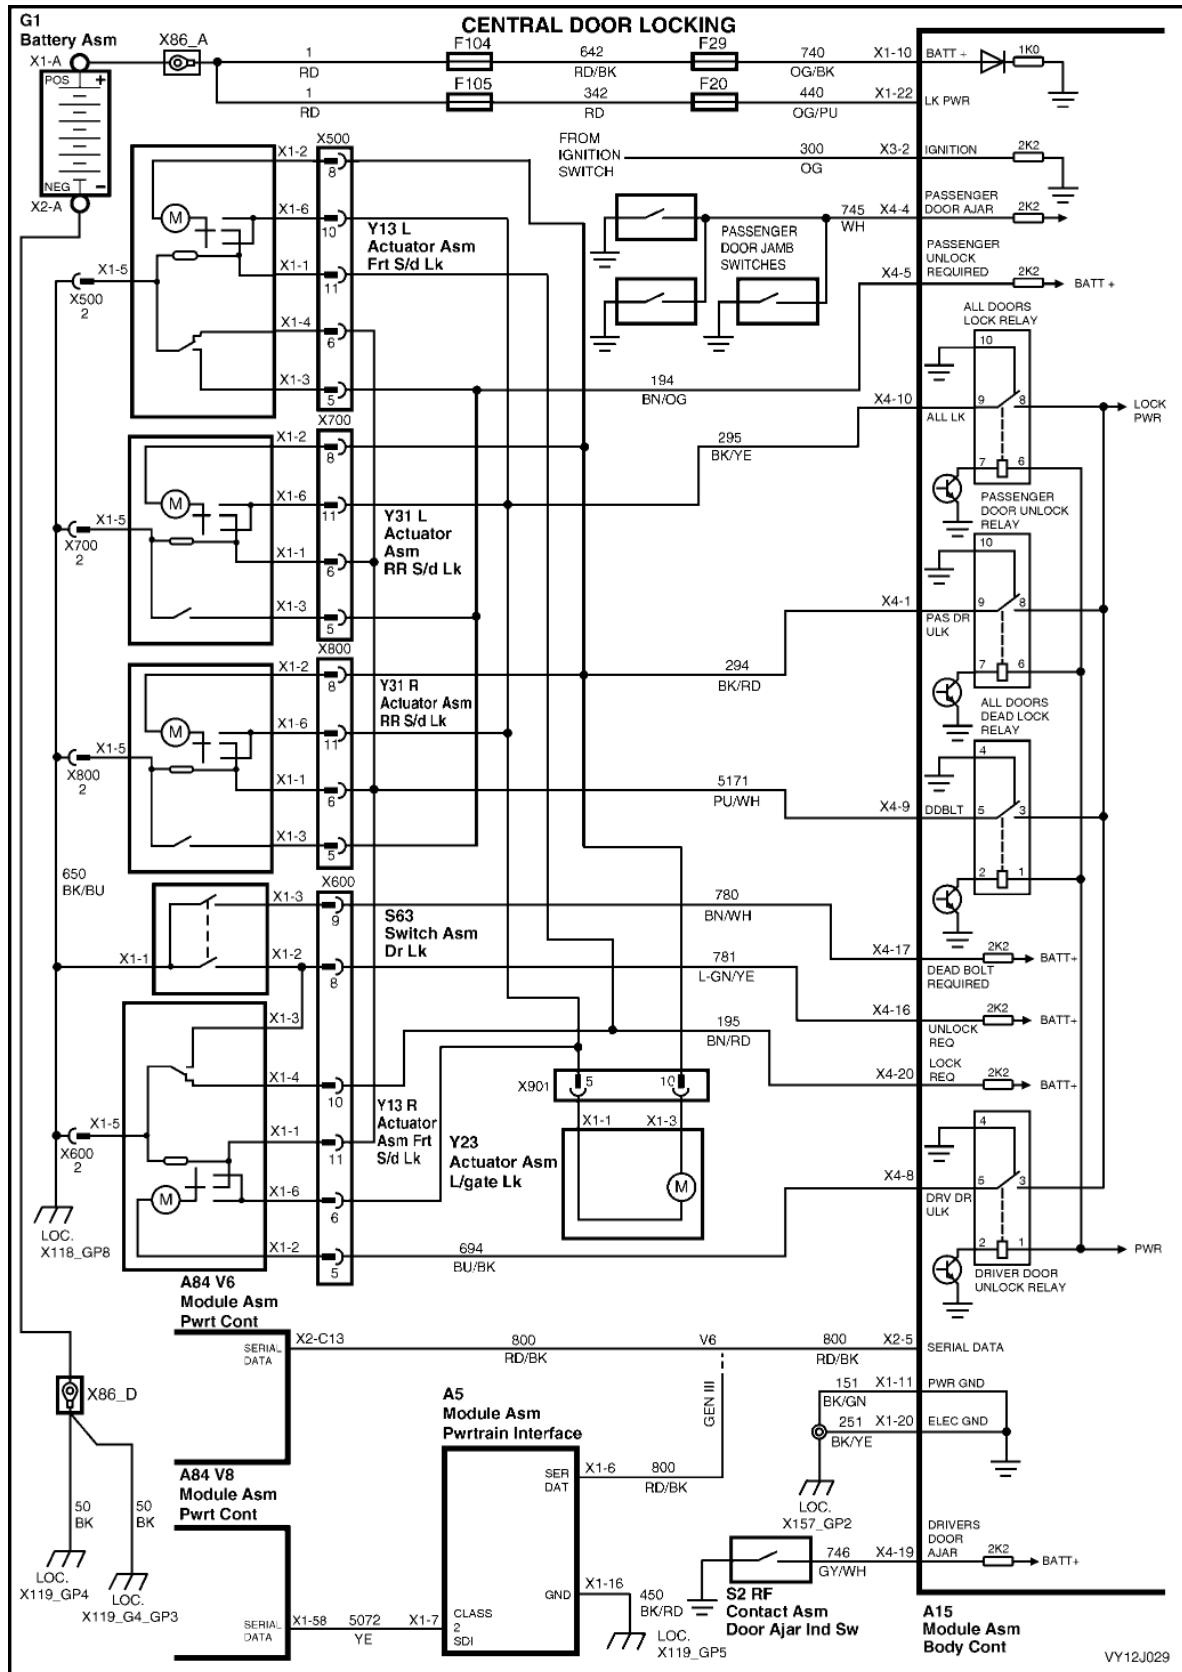 CENTRAL DOOR LOCKING
G1
Battery Asm
X1-A
POS +
NEG -
X2-A
X86_A
1
RD
F104
642
RD/BK
F29
740
OG/BK
X1-10
BATT +
1K0
1
RD
F105
342
RD
F20
440
OG/PU
X1-22
LK PWR
FROM
IGNITION
SWITCH
300
OG
X3-2
IGNITION
2K2
PASSENGER
DOOR JAMB
SWITCHES
745
WH
X4-4
PASSENGER
DOOR AJAR
2K2
X4-5
PASSENGER
UNLOCK
REQUIRED
2K2
BATT +
X500
X1-2
8
M
X1-6
10
X1-5
X500
2
X1-1
11
X1-4
6
X1-3
5
Y13 L
Actuator Asm
Frt S/d Lk
194
BN/OG
ALL DOORS
LOCK RELAY
10
9
8
7
6
X4-10
ALL LK
LOCK
PWR
295
BK/YE
X700
X1-2
8
M
X1-6
11
X1-5
X700
2
X1-1
6
X1-3
5
Y31 L
Actuator
Asm
RR S/d Lk
PASSENGER
DOOR UNLOCK
RELAY
10
9
8
7
6
X4-1
PAS DR
ULK
294
BK/RD
X800
X1-2
8
M
X1-6
11
X1-5
X800
2
X1-1
6
X1-3
5
Y31 R
Actuator Asm
RR S/d Lk
ALL DOORS
DEAD LOCK
RELAY
4
5
3
2
1
5171
PU/WH
X4-9
DDBLT
650
BK/BU
X600
X1-3
9
X1-1
X1-2
8
S63
Switch Asm
Dr Lk
780
BN/WH
X4-17
DEAD BOLT
REQUIRED
2K2
BATT+
781
L-GN/YE
X4-16
UNLOCK
REQ
2K2
BATT+
195
BN/RD
X4-20
LOCK
REQ
2K2
BATT+
X1-3
X1-4
10
X1-5
X600
2
X1-1
11
M
X1-6
6
X1-2
5
Y13 R
Actuator
Asm Frt
S/d Lk
X901
5
10
X1-1
X1-3
M
Y23
Actuator Asm
L/gate Lk
4
5
3
2
1
X4-8
DRV DR
ULK
PWR
DRIVER DOOR
UNLOCK RELAY
694
BU/BK
LOC.
X118_GP8
A84 V6
Module Asm
Pwrt Cont
SERIAL
DATA
X2-C13
800
RD/BK
V6
800
RD/BK
X2-5
SERIAL DATA
GEN III
X86_D
50
BK
50
BK
LOC.
X119_GP4
LOC.
X119_G4_GP3
A5
Module Asm
Pwrtrain Interface
SER
DAT
X1-6
800
RD/BK
GND
X1-16
450
BK/RD
LOC.
X119_GP5
CLASS
2
SDI
X1-7
A84 V8
Module Asm
Pwrt Cont
SERIAL
DATA
X1-58
5072
YE
151
BK/GN
X1-11
PWR GND
251
BK/YE
X1-20
ELEC GND
LOC.
X157_GP2
746
GY/WH
X4-19
DRIVERS
DOOR
AJAR
2K2
BATT+
S2 RF
Contact Asm
Door Ajar Ind Sw
A15
Module Asm
Body Cont
VY12J029